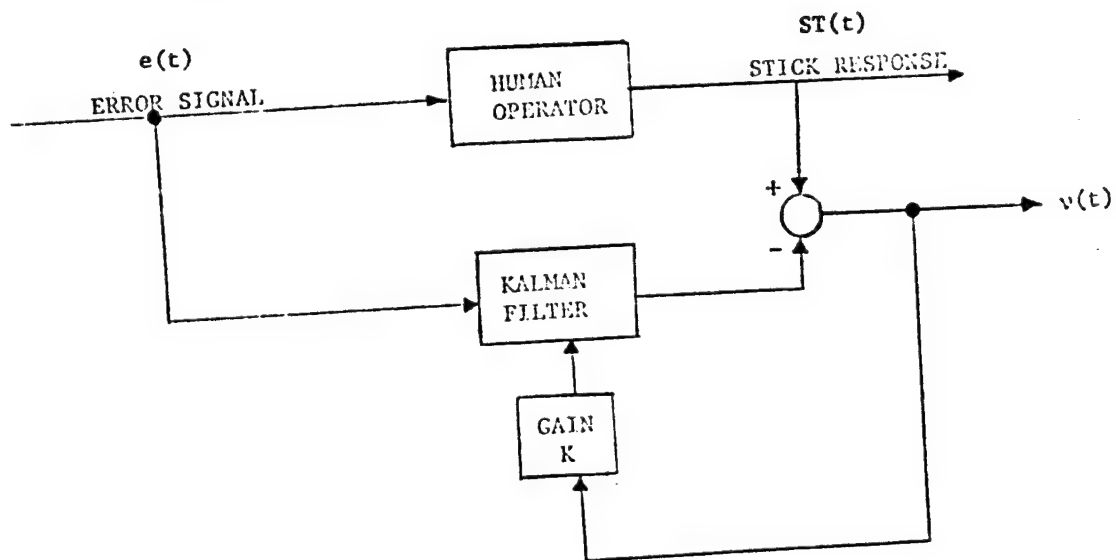 ST(t)
e(t)
STICK RESPONSE
ERROR SIGNAL
HUMAN
OPERATOR
+
ν(t)
-
KALMAN
FILTER
GAIN
K